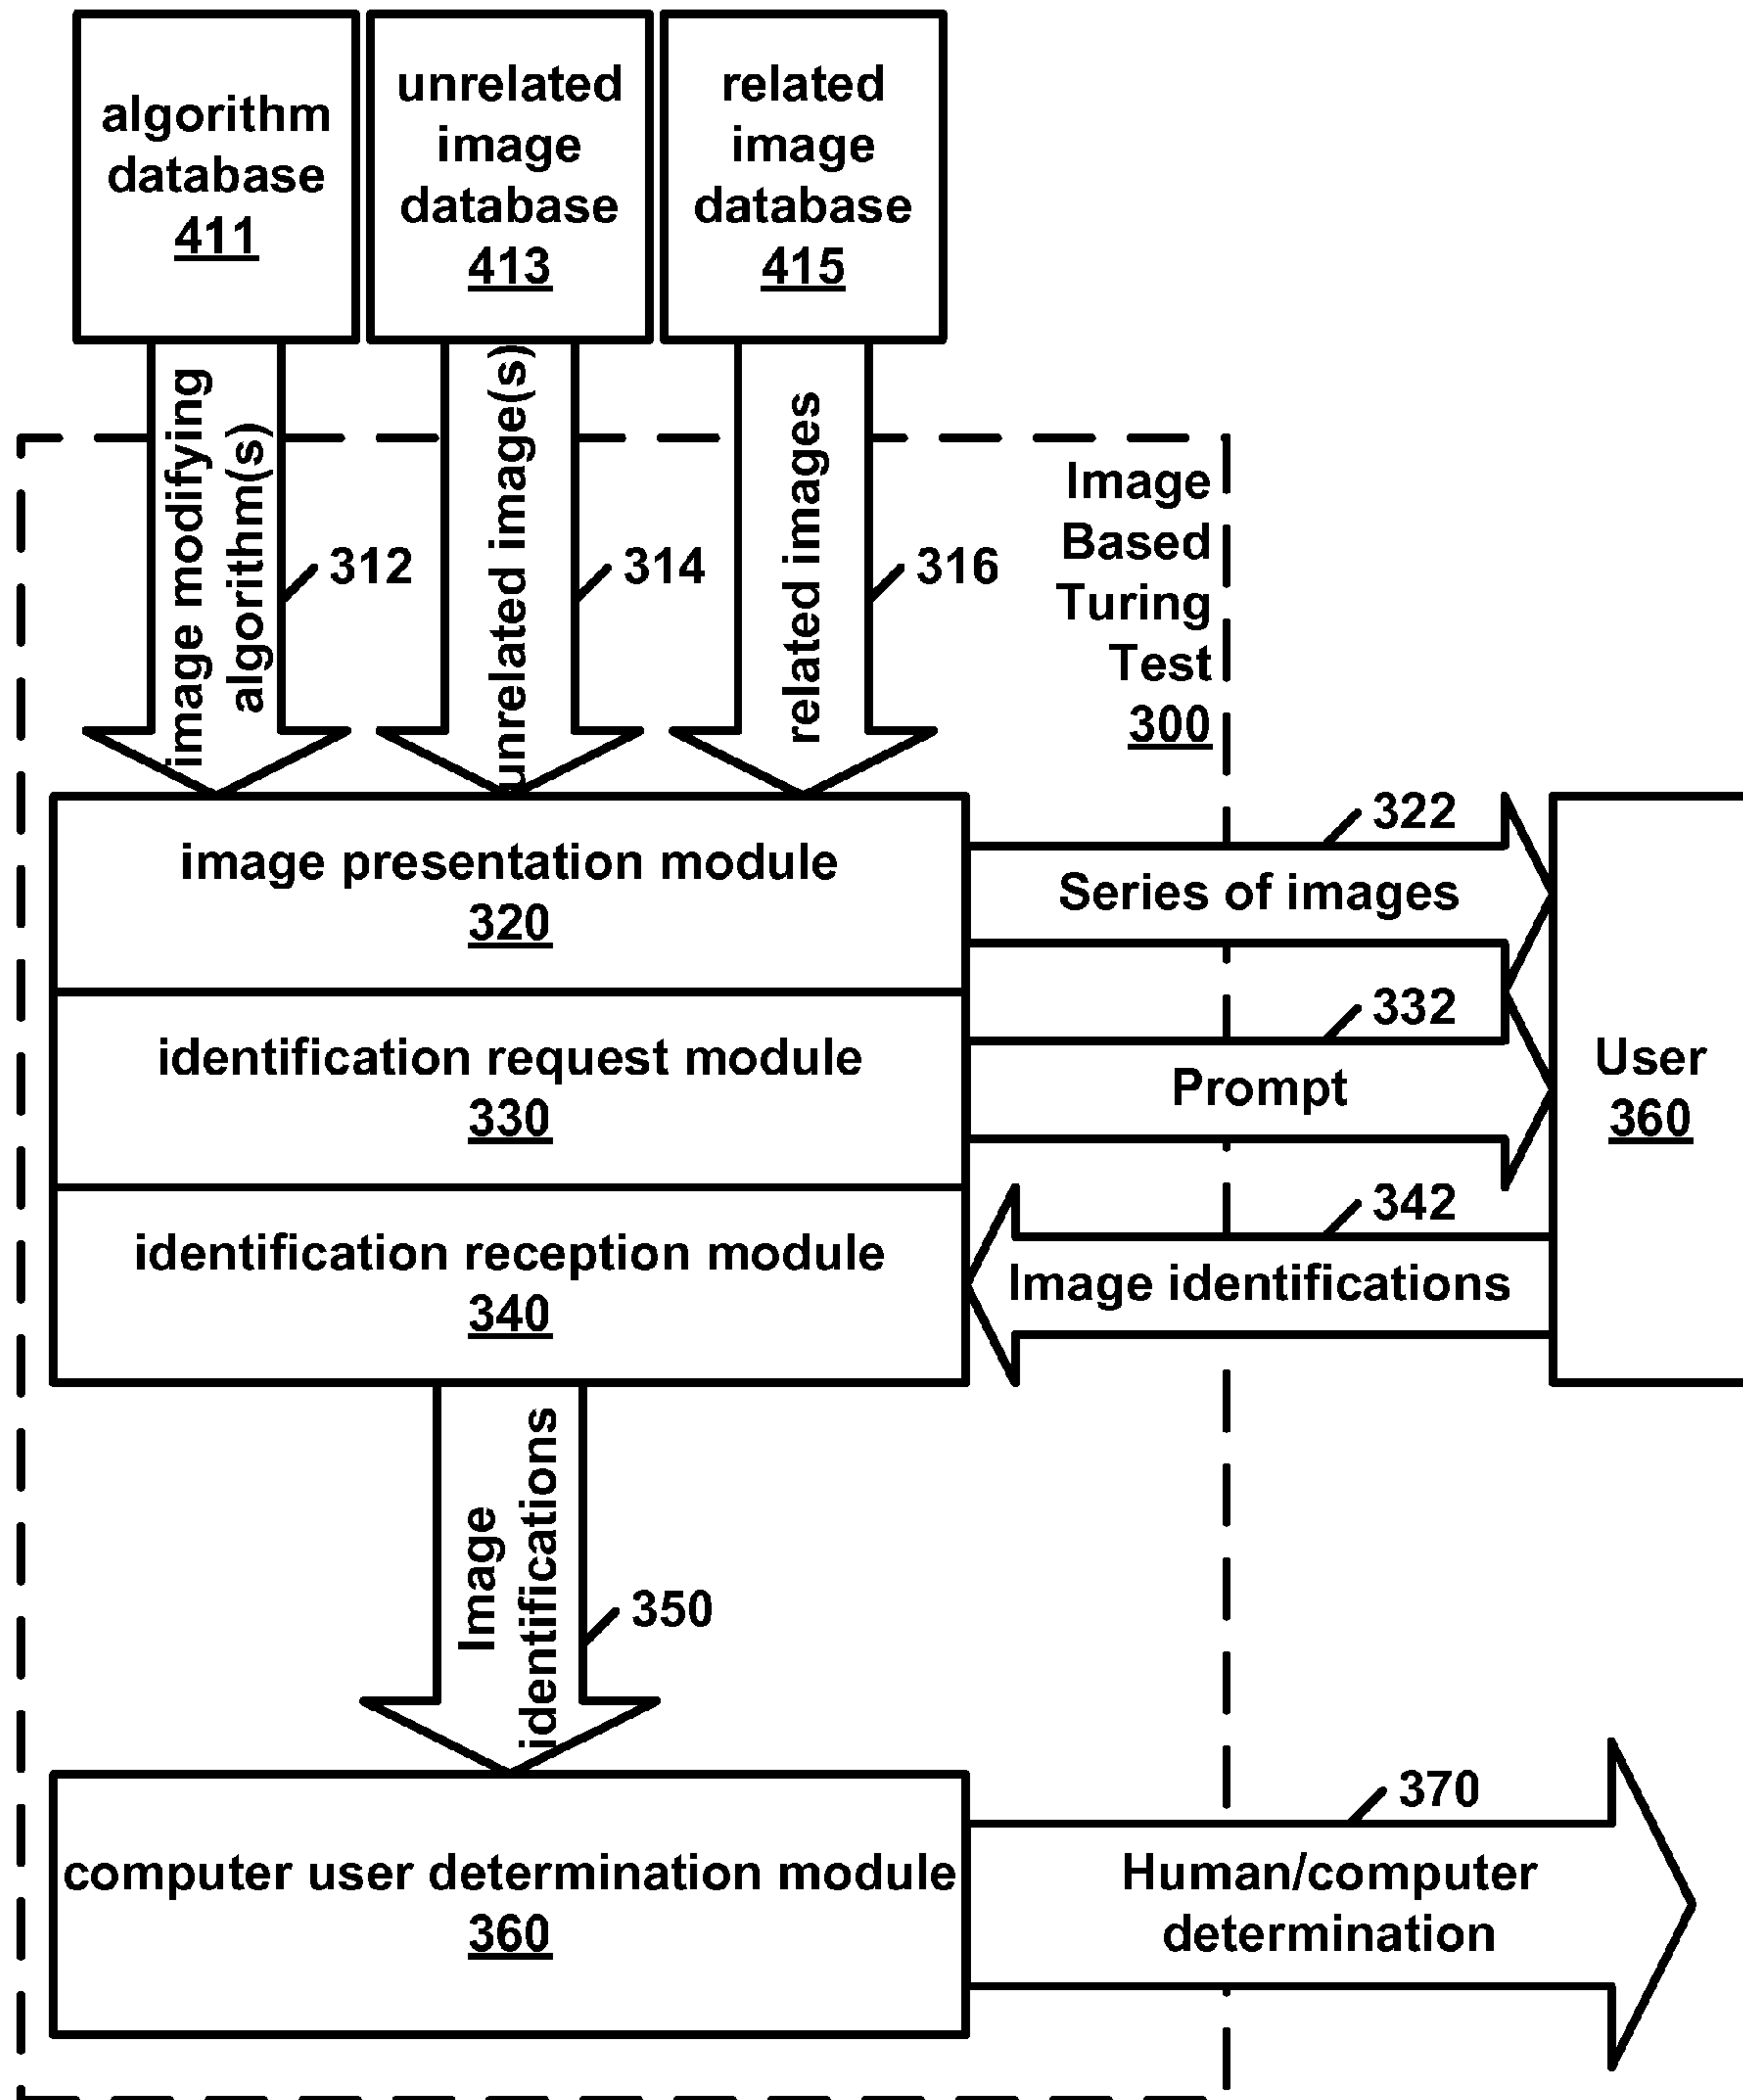 algorithm
database
411
unrelated
image
database
413
related
image
database
415
image modifying
algorithm(s)
312
unrelated image(s)
314
related images
316
Image
Based
Turing
Test
300
image presentation module
320
322
Series of images
identification request module
330
332
Prompt
User
360
identification reception module
340
342
Image identifications
Image
identifications
350
computer user determination module
360
370
Human/computer
determination